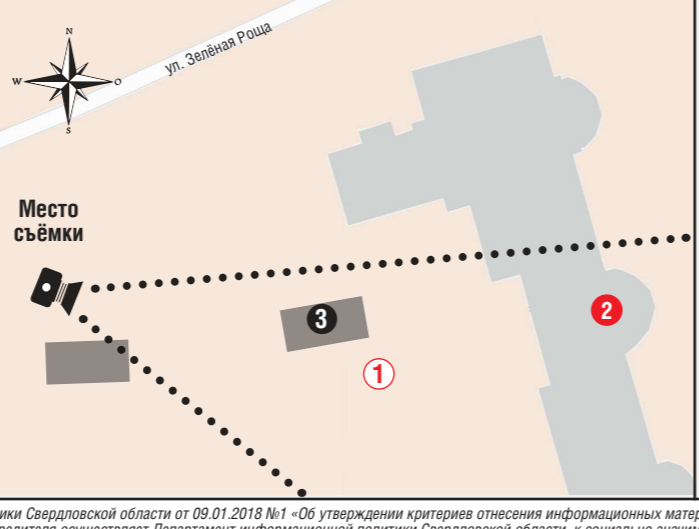 N
ул. Зелёная Роща
W
O
S
Место
съёмки
3
2
1
ики Свердловской области от 09.01.2018 №1 «Об утверждении критериев отнесения информационных матер